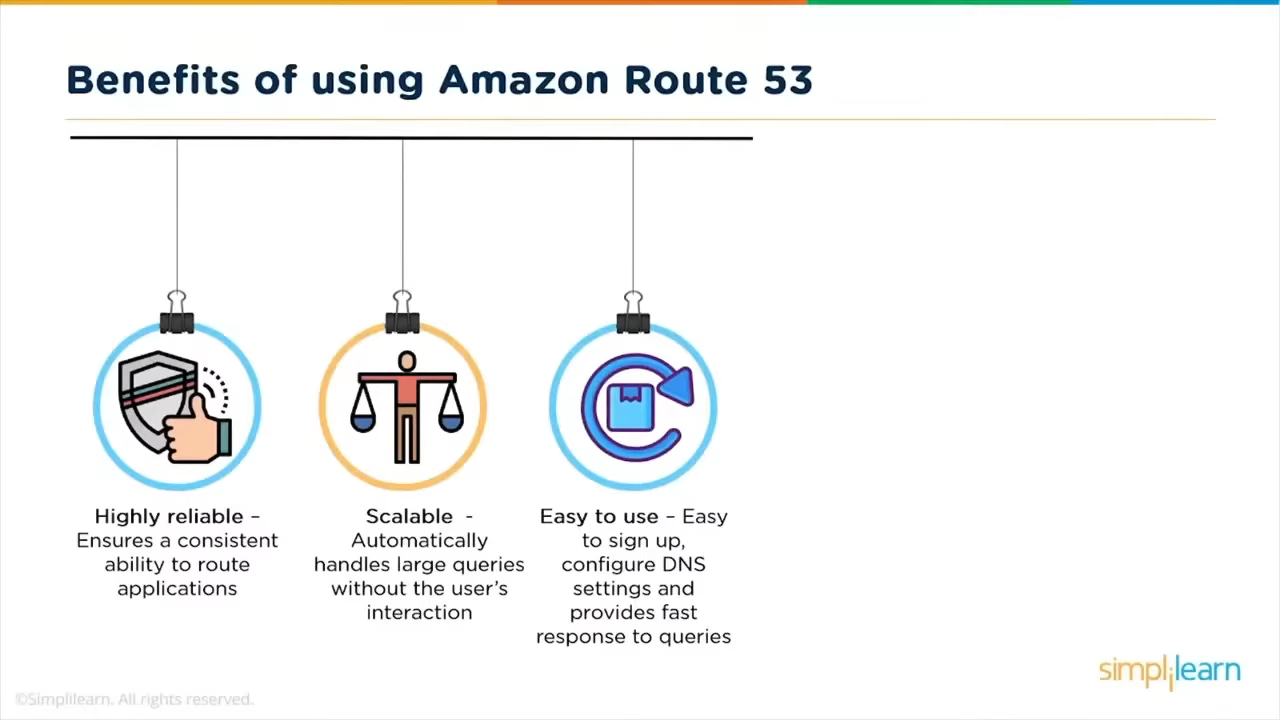 Benefits of using Amazon Route 53
Highly reliable –
Ensures a consistent
ability to route
applications
Scalable -
Automatically
handles large queries
without the user's
interaction
Easy to use – Easy
to sign up,
configure DNS
settings and
provides fast
response to queries
simplilearn
©Simplilearn. All rights reserved.